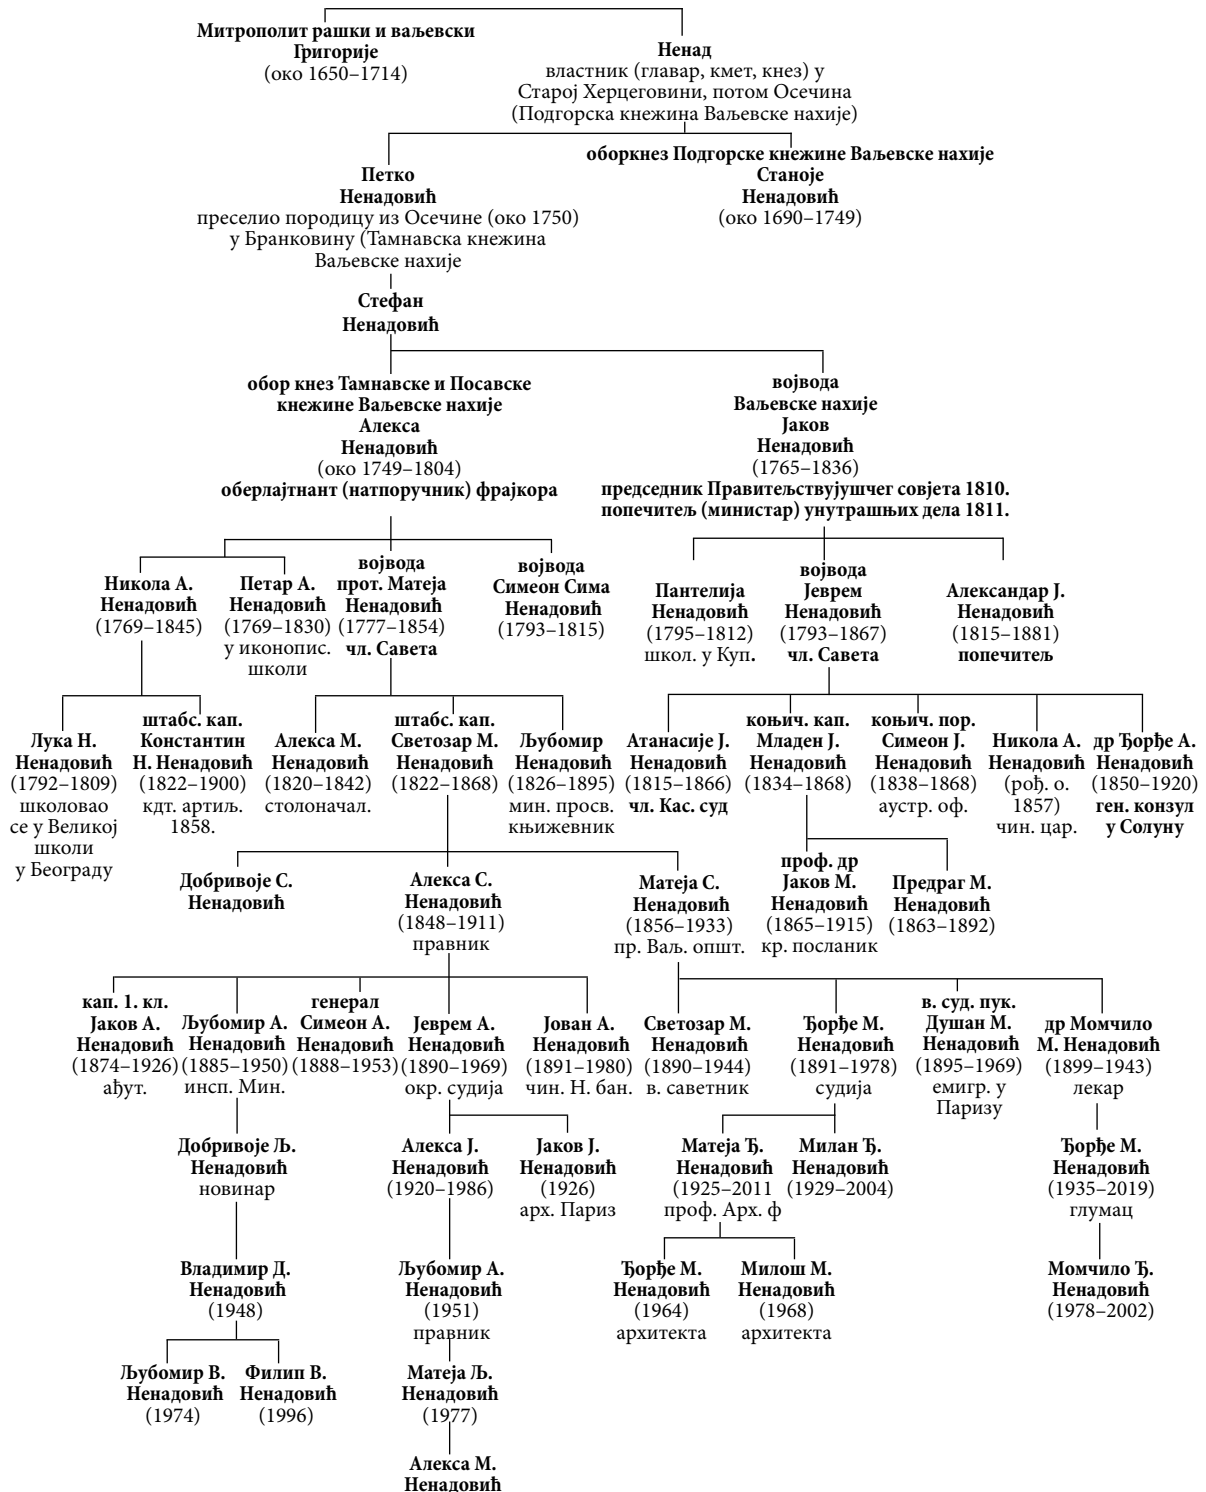 Митрополит рашки и ваљевски
Григорије
(око 1650–1714)
Ненад
властник (главар, кмет, кнез) у
Старој Херцеговини, потом Осечина
(Подгорска кнежина Ваљевске нахије)
Петко
Ненадовић
преселио породицу из Осечине (око 1750)
у Бранковину (Тамнавска кнежина
Ваљевске нахије
оборкнез Подгорске кнежине Ваљевске нахије
Станоје
Ненадовић
(око 1690–1749)
Стефан
Ненадовић
обор кнез Тамнавске и Посавске
кнежине Ваљевске нахије
Алекса
Ненадовић
(око 1749–1804)
оберлајтнант (натпоручник) фрајкора
војвода
Ваљевске нахије
Јаков
Ненадовић
(1765–1836)
председник Правитељствујушчег совјета 1810.
попечитељ (министар) унутрашњих дела 1811.
Никола А.
Ненадовић
(1769–1845)
Петар А.
Ненадовић
(1769–1830)
у иконопис.
школи
војвода
прот. Матеја
Ненадовић
(1777–1854)
чл. Савета
војвода
Симеон Сима
Ненадовић
(1793–1815)
Пантелија
Ненадовић
(1795–1812)
школ. у Куп.
војвода
Јеврем
Ненадовић
(1793–1867)
чл. Савета
Александар Ј.
Ненадовић
(1815–1881)
попечитељ
Лука Н.
Ненадовић
(1792–1809)
школовао
се у Великој
школи
у Београду
штабс. кап.
Константин
Н. Ненадовић
(1822–1900)
кдт. артиљ.
1858.
Алекса М.
Ненадовић
(1820–1842)
столоначал.
штабс. кап.
Светозар М.
Ненадовић
(1822–1868)
Љубомир
Ненадовић
(1826–1895)
мин. просв.
књижевник
Атанасије Ј.
Ненадовић
(1815–1866)
чл. Кас. суд
коњич. кап.
Младен Ј.
Ненадовић
(1834–1868)
коњич. пор.
Симеон Ј.
Ненадовић
(1838–1868)
аустр. оф.
Никола А.
Ненадовић
(рођ. о.
1857)
чин. цар.
др Ђорђе А.
Ненадовић
(1850–1920)
ген. конзул
у Солуну
Добривоје С.
Ненадовић
Алекса С.
Ненадовић
(1848–1911)
правник
Матеја С.
Ненадовић
(1856–1933)
пр. Ваљ. општ.
проф. др
Јаков М.
Ненадовић
(1865–1915)
кр. посланик
Предраг М.
Ненадовић
(1863–1892)
кап. 1. кл.
Јаков А.
Ненадовић
(1874–1926)
ађут.
Љубомир А.
Ненадовић
(1885–1950)
инсп. Мин.
генерал
Симеон А.
Ненадовић
(1888–1953)
Јеврем А.
Ненадовић
(1890–1969)
окр. судија
Јован А.
Ненадовић
(1891–1980)
чин. Н. бан.
Светозар М.
Ненадовић
(1890–1944)
в. саветник
Ђорђе М.
Ненадовић
(1891–1978)
судија
в. суд. пук.
Душан М.
Ненадовић
(1895–1969)
емигр. у
Паризу
др Момчило
М. Ненадовић
(1899–1943)
лекар
Добривоје Љ.
Ненадовић
новинар
Алекса Ј.
Ненадовић
(1920–1986)
Јаков Ј.
Ненадовић
(1926)
арх. Париз
Матеја Ђ.
Ненадовић
(1925–2011
проф. Арх. ф
Милан Ђ.
Ненадовић
(1929–2004)
Ђорђе М.
Ненадовић
(1935–2019)
глумац
Владимир Д.
Ненадовић
(1948)
Љубомир А.
Ненадовић
(1951)
правник
Ђорђе М.
Ненадовић
(1964)
архитекта
Милош М.
Ненадовић
(1968)
архитекта
Момчило Ђ.
Ненадовић
(1978–2002)
Љубомир В.
Ненадовић
(1974)
Филип В.
Ненадовић
(1996)
Матеја Љ.
Ненадовић
(1977)
Алекса М.
Ненадовић